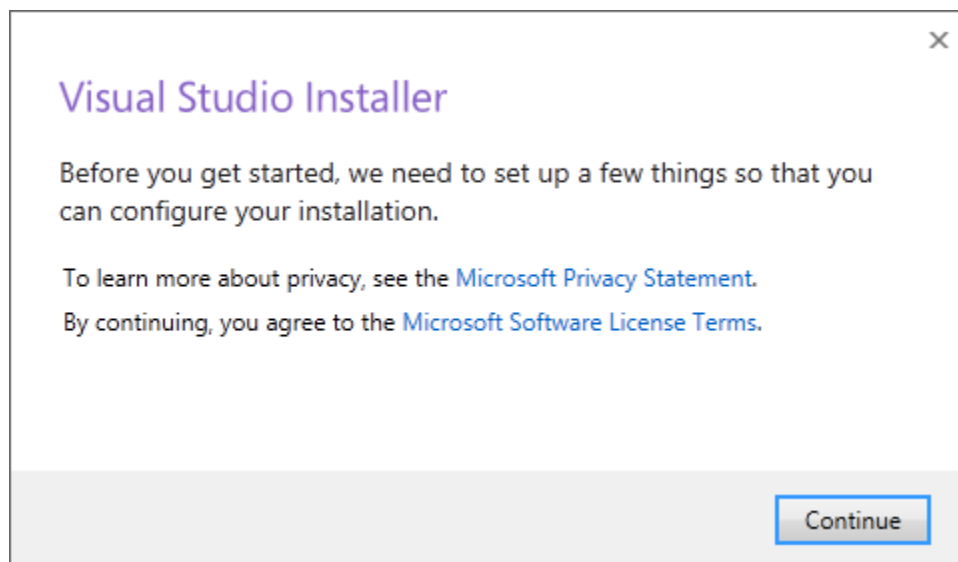 Visual Studio Installer
Before you get started, we need to set up a few things so that you
can configure your installation.
To learn more about privacy, see the Microsoft Privacy Statement.
By continuing, you agree to the Microsoft Software License Terms.
Continue